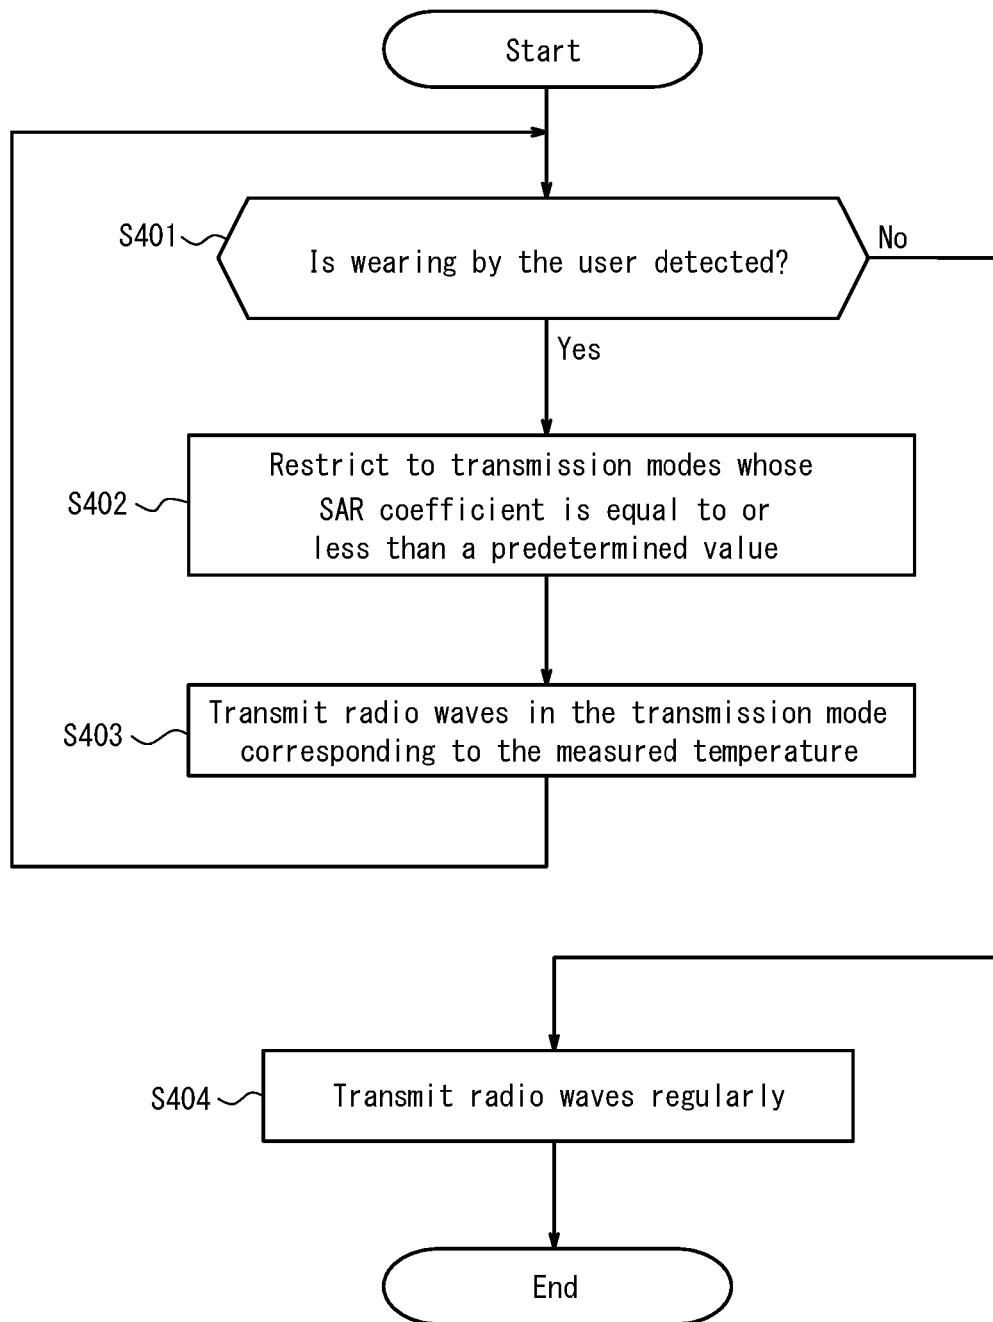 Start
S401
Is wearing by the user detected?
No
Yes
S402
Restrict to transmission modes whose
SAR coefficient is equal to or
less than a predetermined value
S403
Transmit radio waves in the transmission mode
corresponding to the measured temperature
S404
Transmit radio waves regularly
End